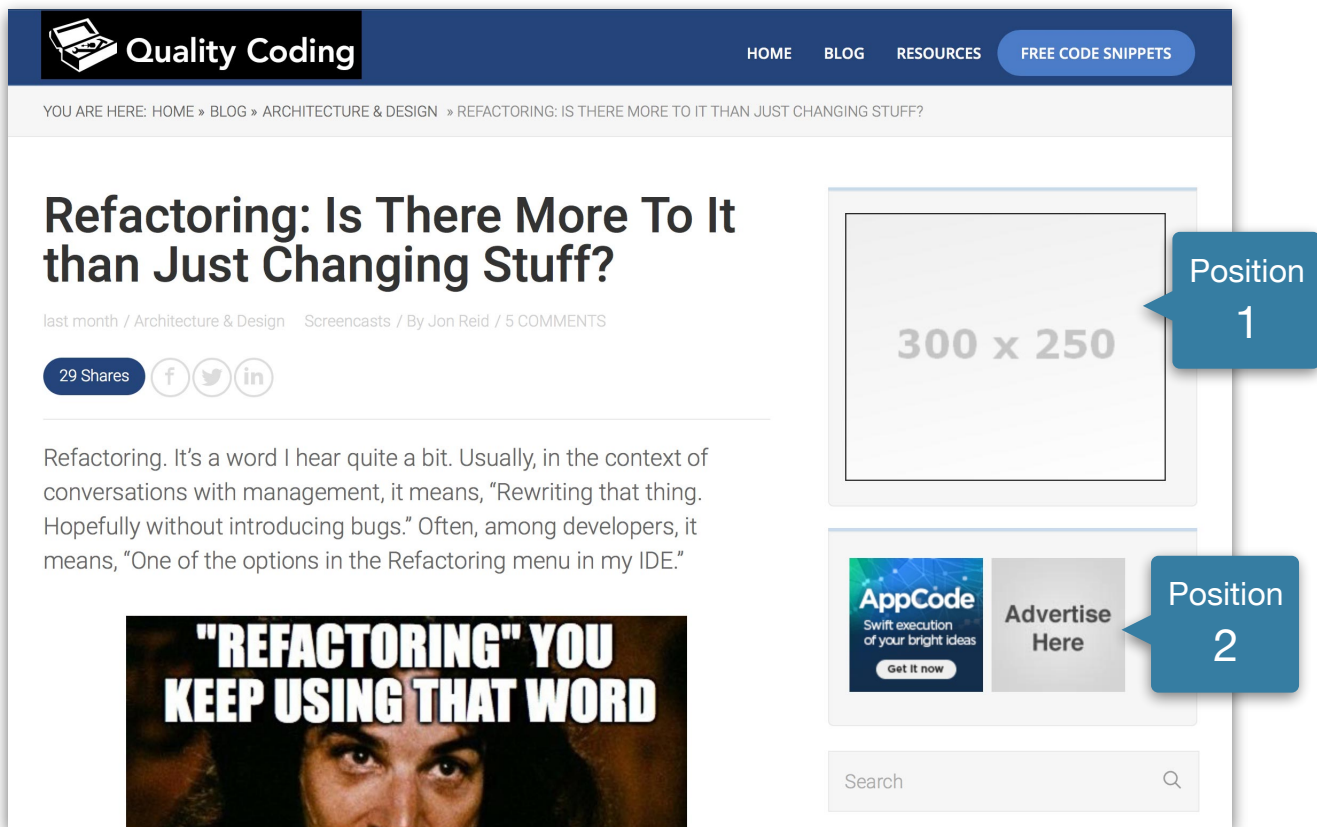 Quality Coding
HOME BLOG RESOURCES FREE CODE SNIPPETS
YOU ARE HERE: HOME » BLOG » ARCHITECTURE & DESIGN » REFACTORING: IS THERE MORE TO IT THAN JUST CHANGING STUFF?
Refactoring: Is There More To It
than Just Changing Stuff?
last month / Architecture & Design Screencasts / By Jon Reid / 5 COMMENTS
29 Shares f in
Refactoring. It’s a word I hear quite a bit. Usually, in the context of
conversations with management, it means, “Rewriting that thing.
Hopefully without introducing bugs.” Often, among developers, it
means, “One of the options in the Refactoring menu in my IDE.”
"REFACTORING" YOU
KEEP USING THAT WORD
300 x 250
Position
1
AppCode
Swift execution
of your bright ideas
Get it now
Advertise
Here
Position
2
Search